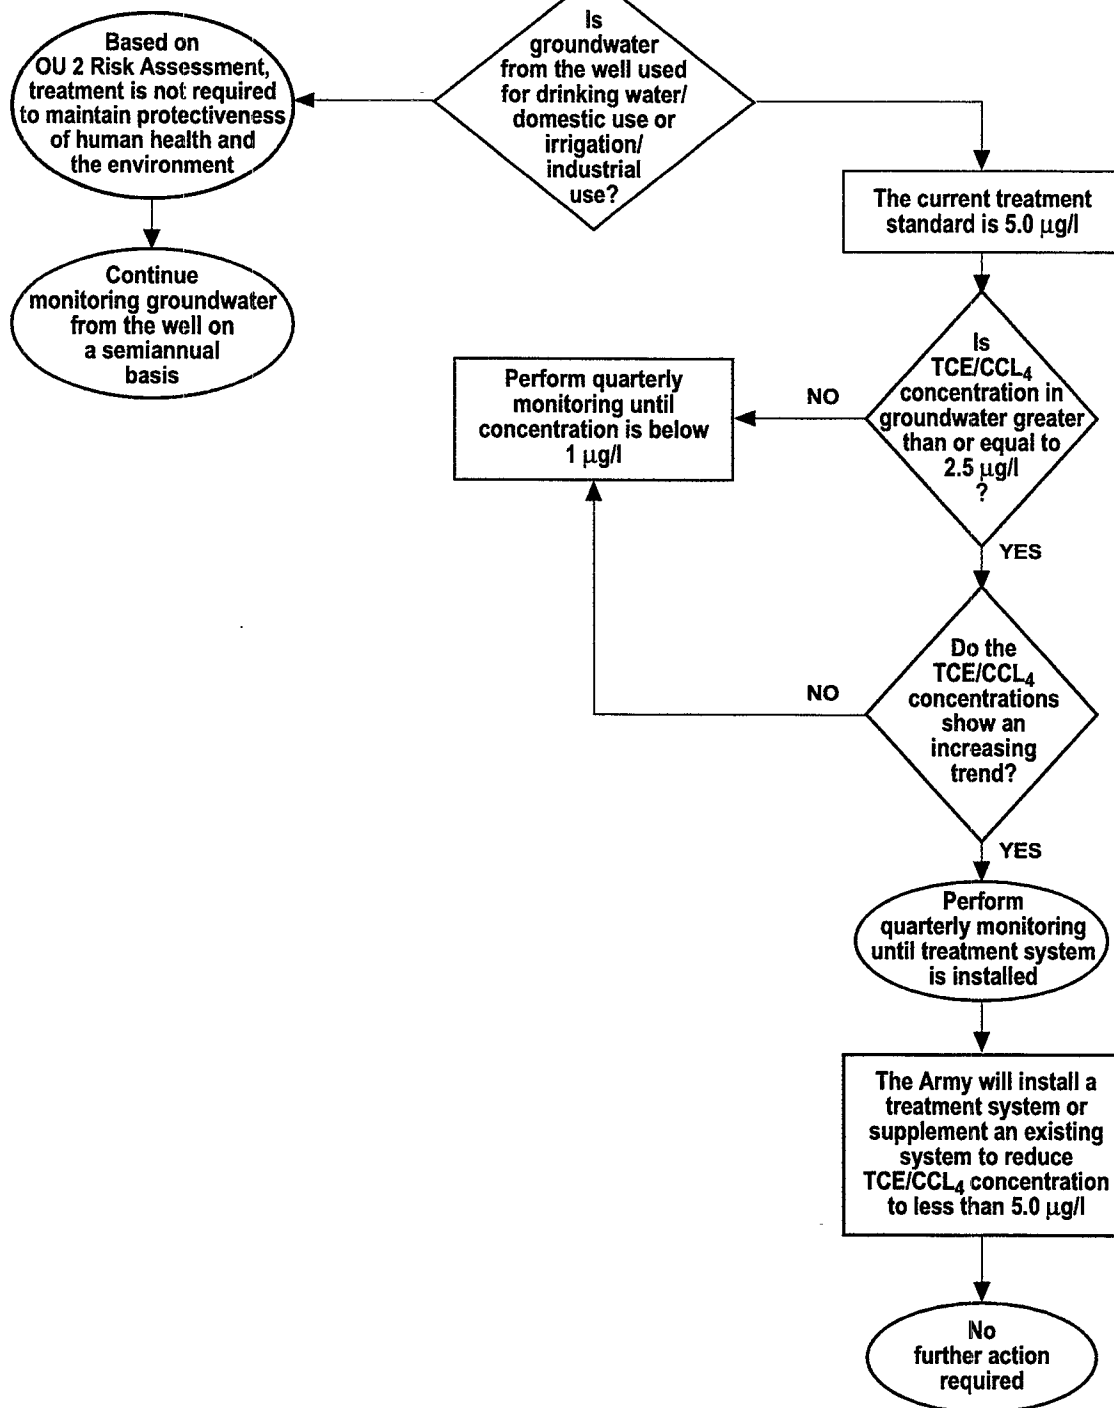 Based on
OU 2 Risk Assessment,
treatment is not required
to maintain protectiveness
of human health and
the environment
Is
groundwater
from the well used
for drinking water/
domestic use or
irrigation/
industrial
use?
The current treatment
standard is 5.0 µg/l
Continue
monitoring groundwater
from the well on
a semiannual
basis
Is
TCE/CCL₄
concentration in
groundwater greater
than or equal to
2.5 µg/l
?
NO
Perform quarterly
monitoring until
concentration is below
1 µg/l
YES
Do the
TCE/CCL₄
concentrations
show an
increasing
trend?
NO
YES
Perform
quarterly monitoring
until treatment system
is installed
The Army will install a
treatment system or
supplement an existing
system to reduce
TCE/CCL₄ concentration
to less than 5.0 µg/l
No
further action
required